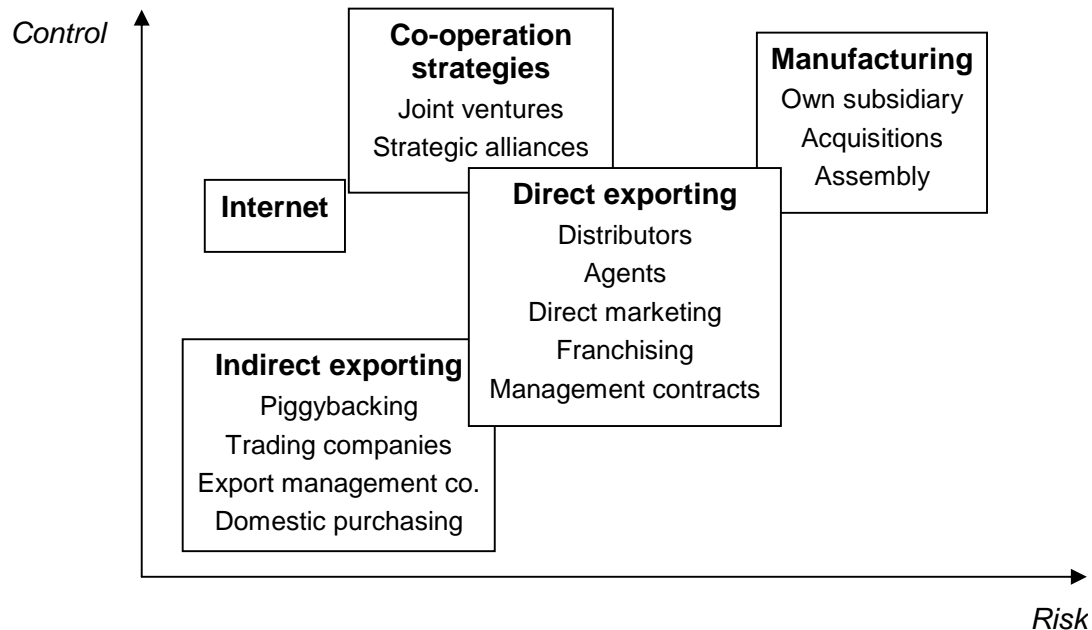 Control
Co-operation
strategies
Joint ventures
Strategic alliances
Manufacturing
Own subsidiary
Acquisitions
Assembly
Internet
Direct exporting
Distributors
Agents
Direct marketing
Franchising
Management contracts
Indirect exporting
Piggybacking
Trading companies
Export management co.
Domestic purchasing
Risk